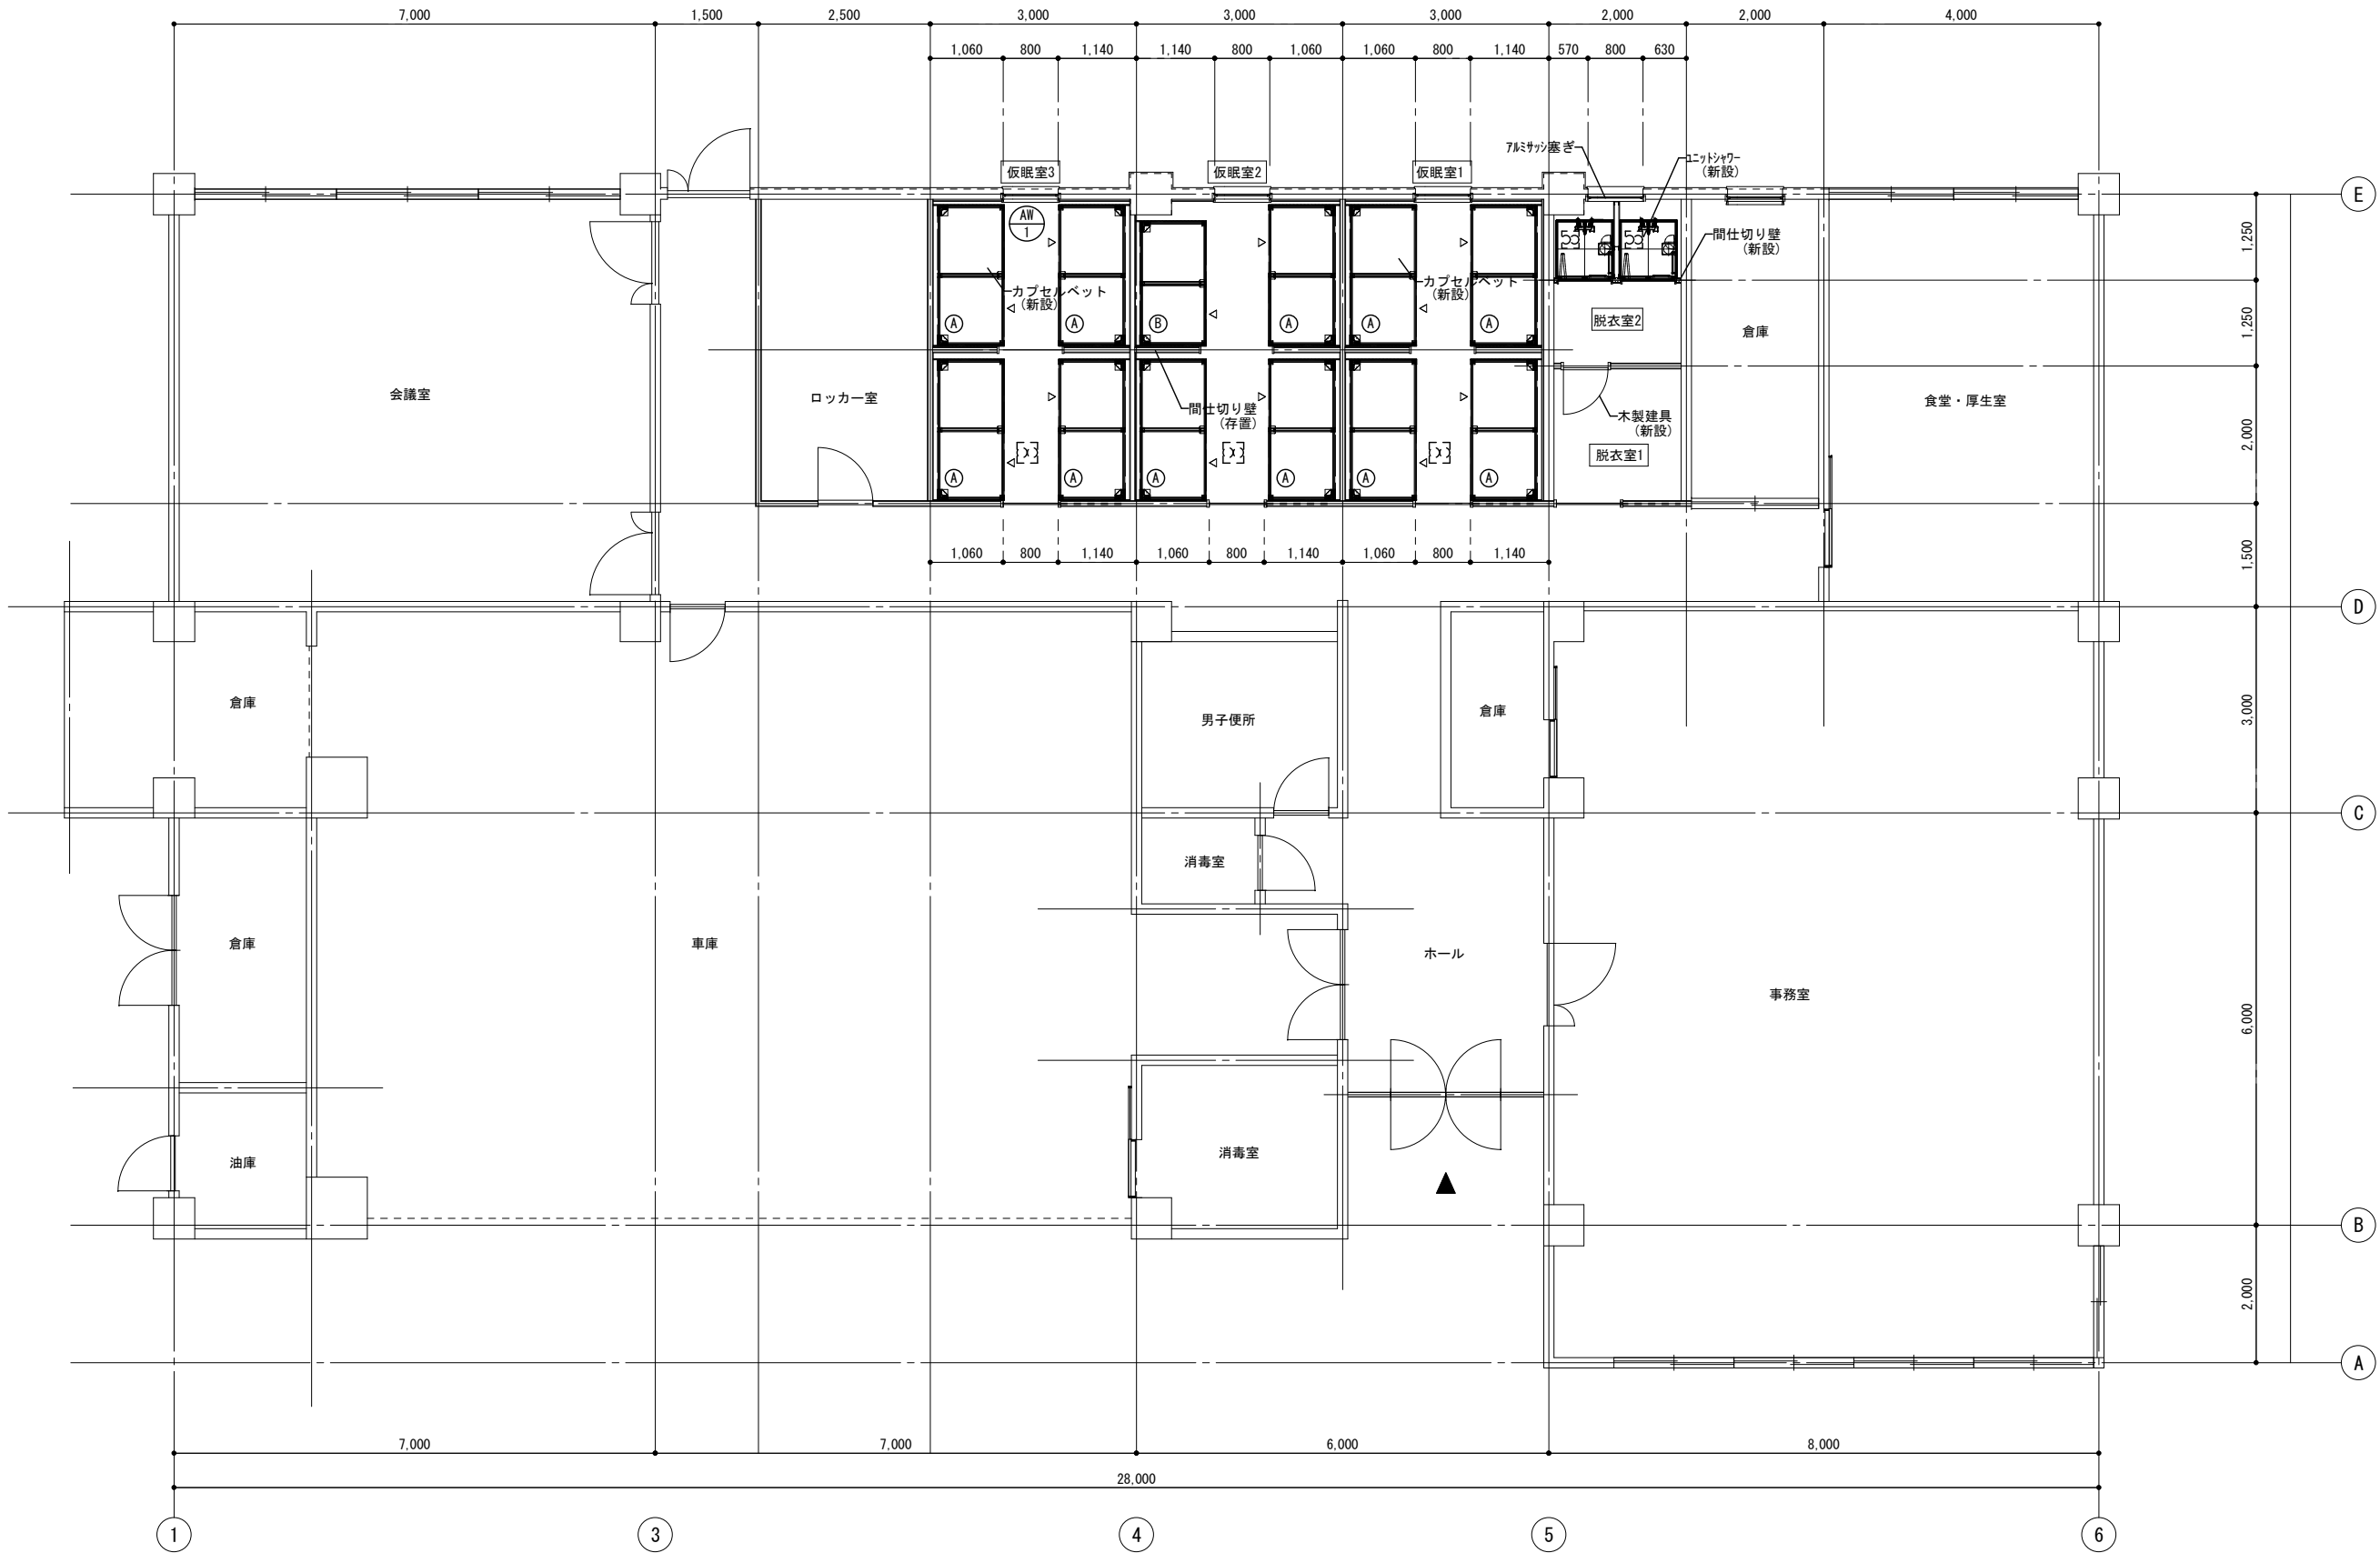 7,000 1,500 2,500 3,000 3,000 3,000 2,000 2,000 4,000
1,060 800 1,140 1,140 800 1,060 1,060 800 1,140 570 800 630
アルミサッシ塞ぎ
ユニットシャワー
(新設)
仮眠室3 仮眠室2 仮眠室1
E
AW
1
間仕切り壁
(新設)
1,250
カプセルベット
(新設)
カプセルベット
(新設)
A A B A A A
脱衣室2
倉庫
1,250
会議室
ロッカー室
間仕切り壁
(存置)
木製建具
(新設)
食堂・厚生室
2,000
脱衣室1
A A A A A A
1,060 800 1,140 1,060 800 1,140 1,060 800 1,140
1,500
D
倉庫
男子便所
倉庫
3,000
C
消毒室
倉庫
車庫
ホール
事務室
6,000
油庫
消毒室
B
2,000
A
7,000 7,000 6,000 8,000
28,000
1 3 4 5 6